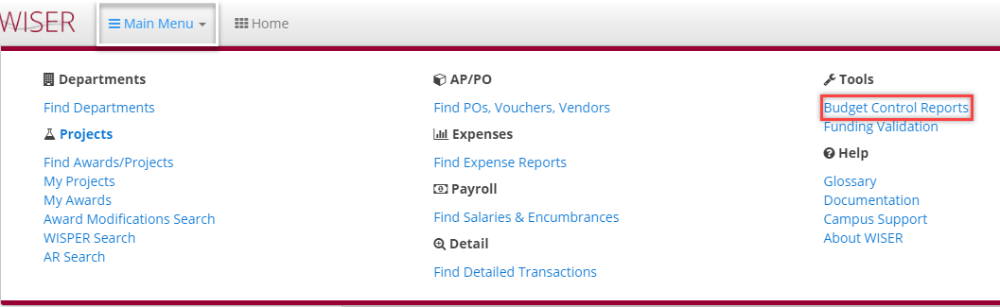 WISER Main Menu Home
Departments
Find Departments
Projects
Find Awards/Projects
My Projects
My Awards
Award Modifications Search
WISPER Search
AR Search
AP/PO
Find POs, Vouchers, Vendors
Expenses
Find Expense Reports
Payroll
Find Salaries & Encumbrances
Detail
Find Detailed Transactions
Tools
Budget Control Reports
Funding Validation
Help
Glossary
Documentation
Campus Support
About WISER